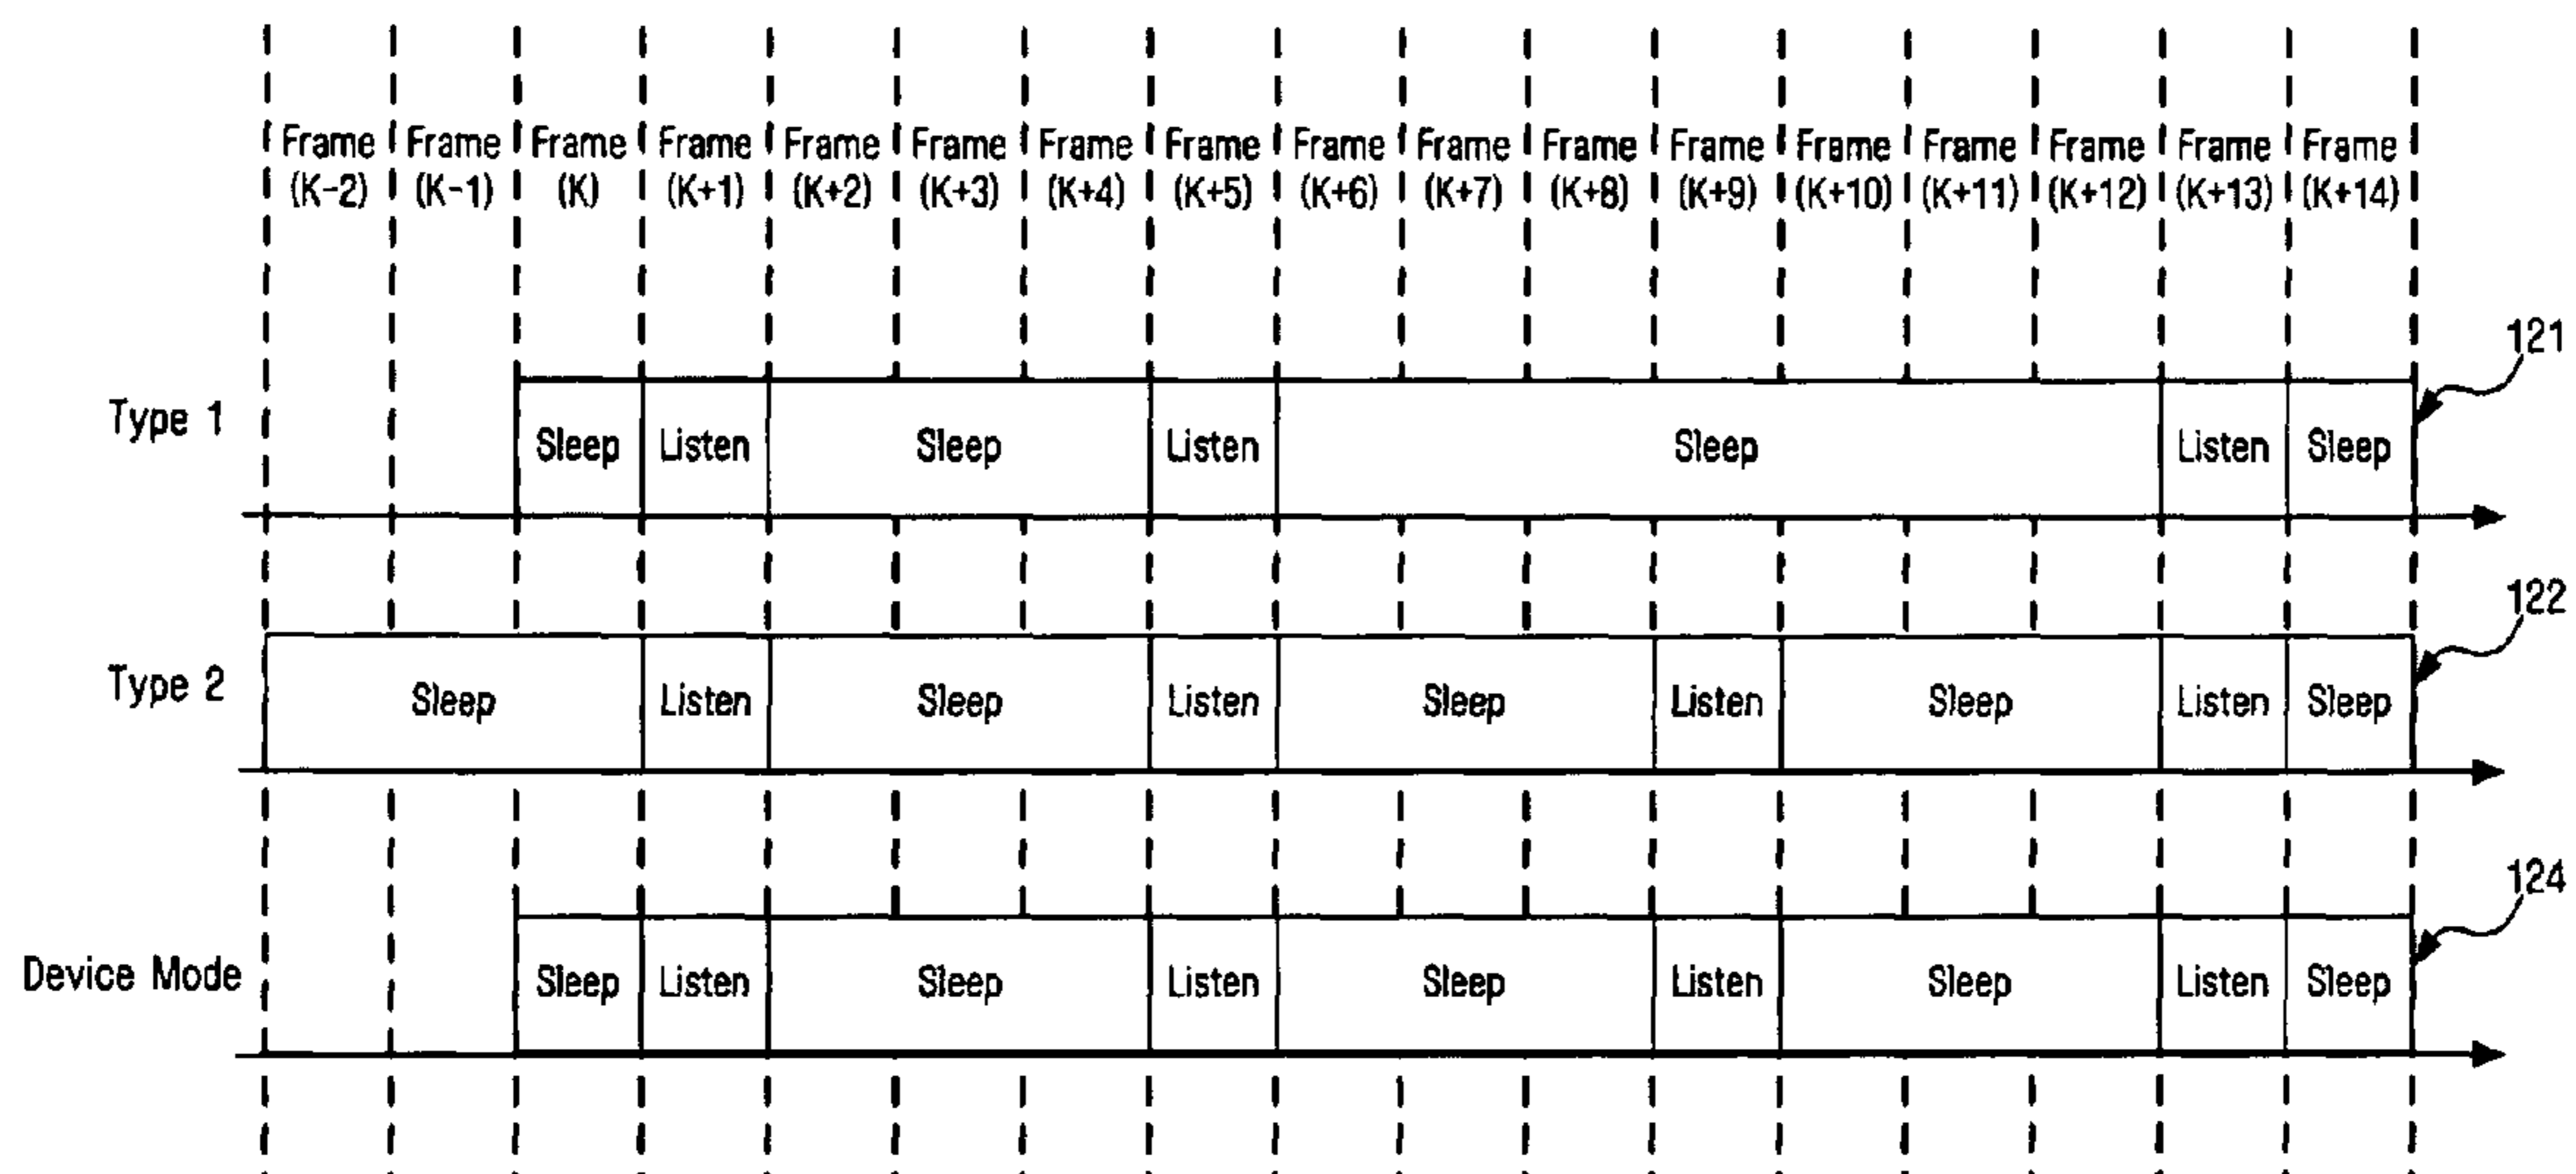 Frame Frame Frame Frame Frame Frame Frame Frame Frame Frame Frame Frame Frame Frame Frame Frame Frame
(K-2) (K-1) (K) (K+1) (K+2) (K+3) (K+4) (K+5) (K+6) (K+7) (K+8) (K+9) (K+10) (K+11) (K+12) (K+13) (K+14)
121
Type 1 Sleep Listen Sleep Listen Sleep Listen Sleep
122
Type 2 Sleep Listen Sleep Listen Sleep Listen Sleep Listen Sleep
124
Device Mode Sleep Listen Sleep Listen Sleep Listen Sleep Listen Sleep